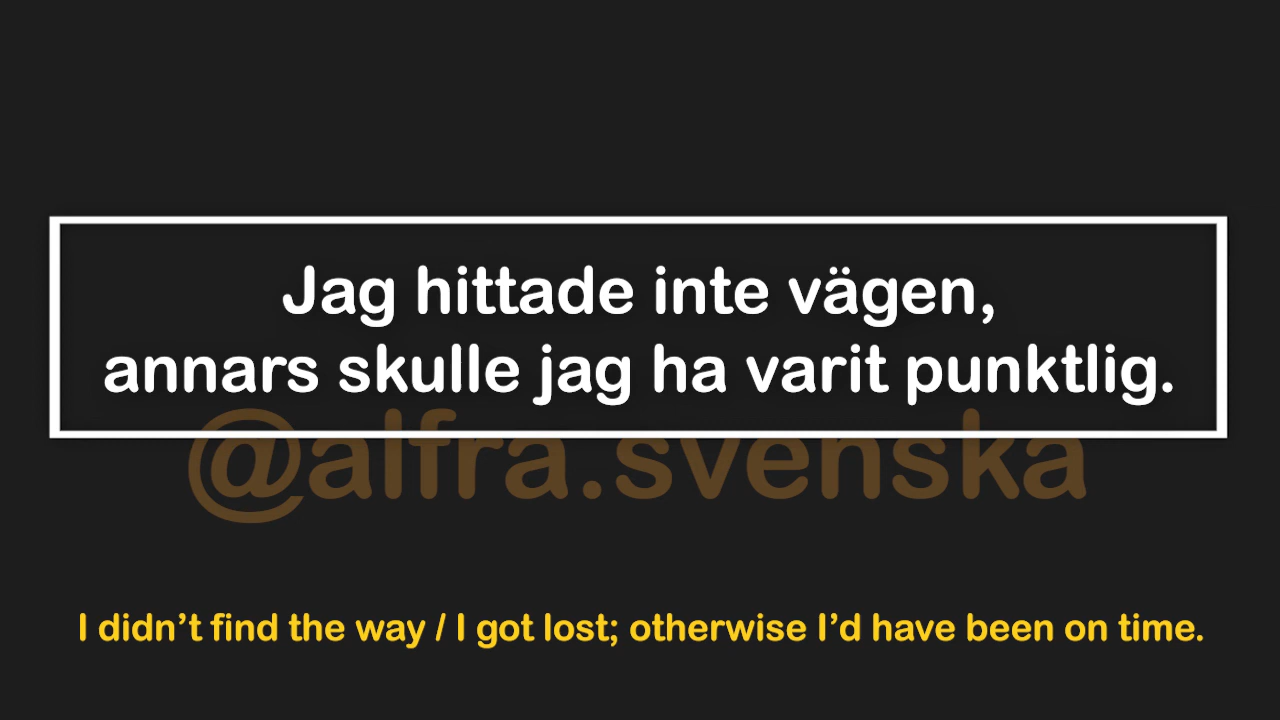 Jag hittade inte vägen,
annars skulle jag ha varit punktlig.
@alfra.svenska
I didn’t find the way / I got lost; otherwise I’d have been on time.